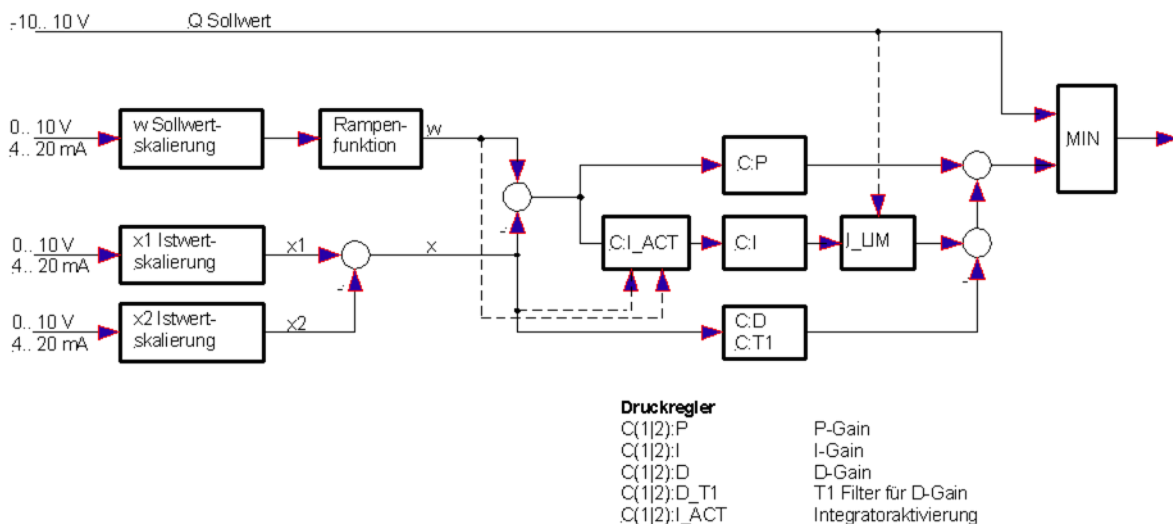 -10.. 10 V
Q Sollwert
0.. 10 V
4.. 20 mA
w Sollwert-
skalierung
Rampen-
funktion
w
MIN
C:P
0.. 10 V
4.. 20 mA
x1 Istwert-
skalierung
x1
-
x
-
C:I_ACT
C:I
I_LIM
-
0.. 10 V
4.. 20 mA
x2 Istwert-
skalierung
x2
C:D
C:T1
Druckregler
C(1|2):P P-Gain
C(1|2):I I-Gain
C(1|2):D D-Gain
C(1|2):D_T1 T1 Filter für D-Gain
C(1|2):I_ACT Integratoraktivierung